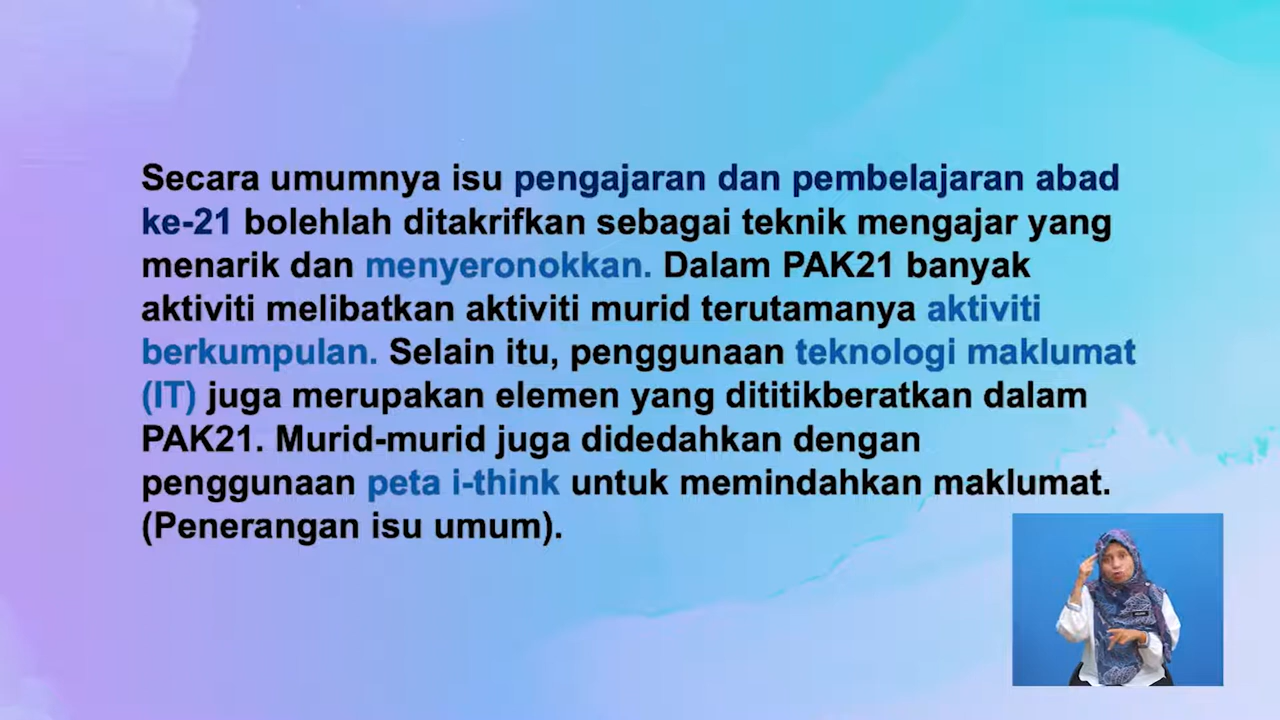 Secara umumnya isu pengajaran dan pembelajaran abad
ke-21 bolehlah ditakrifkan sebagai teknik mengajar yang
menarik dan menyeronokkan. Dalam PAK21 banyak
aktiviti melibatkan aktiviti murid terutamanya aktiviti
berkumpulan. Selain itu, penggunaan teknologi maklumat
(IT) juga merupakan elemen yang dititikberatkan dalam
PAK21. Murid-murid juga didedahkan dengan
penggunaan peta i-think untuk memindahkan maklumat.
(Penerangan isu umum).